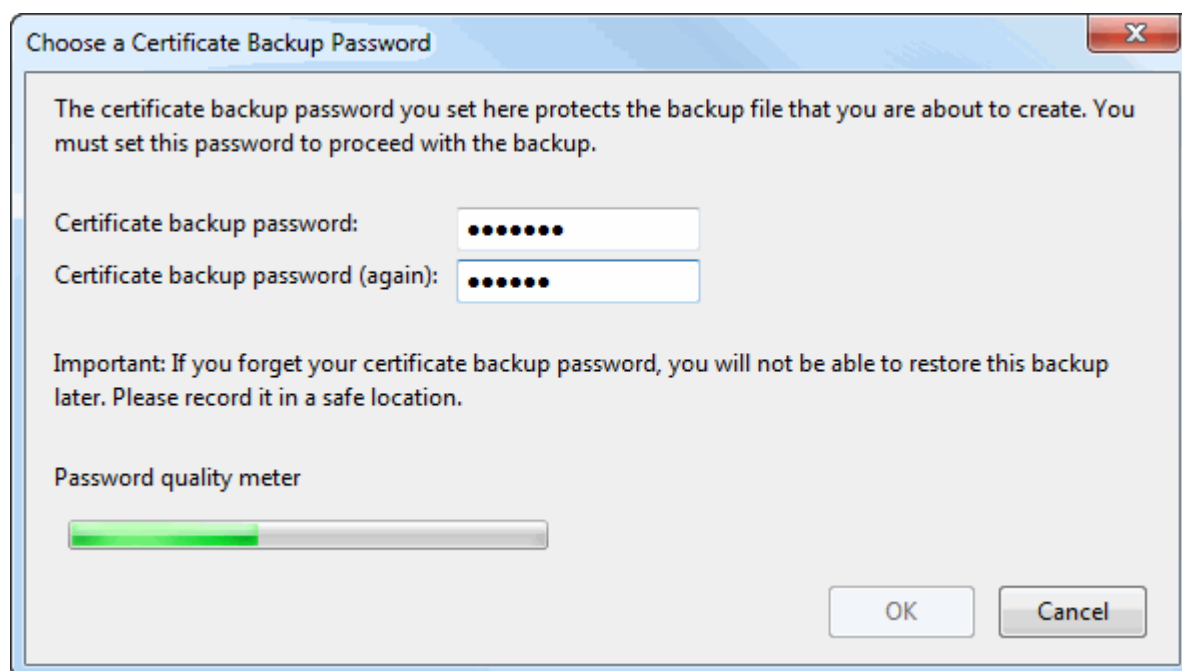 Choose a Certificate Backup Password
The certificate backup password you set here protects the backup file that you are about to create. You
must set this password to proceed with the backup.
Certificate backup password: •••••••
Certificate backup password (again): ••••••
Important: If you forget your certificate backup password, you will not be able to restore this backup
later. Please record it in a safe location.
Password quality meter
OK Cancel